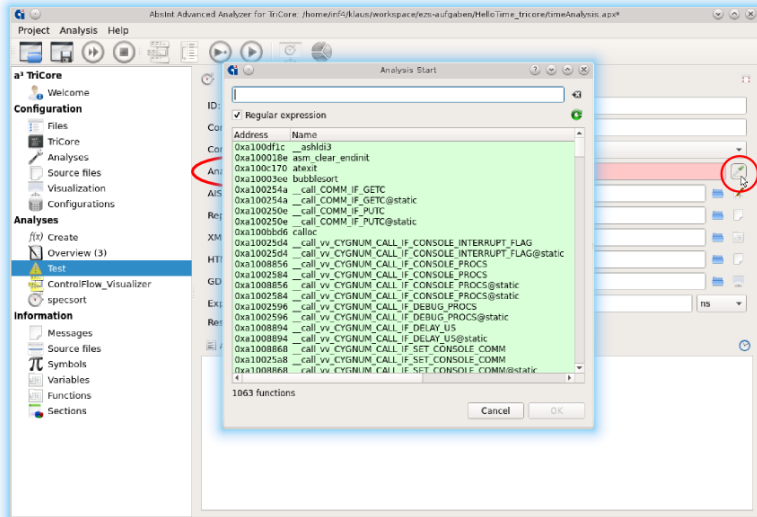 AbsInt Advanced Analyzer for TriCore: /home/inf4/klaus/workspace/ezs-aufgaben/HelloTime_tricore/timeAnalysis.apx*
Project Analysis Help
a³ TriCore
Welcome
Configuration
Files
TriCore
Analyses
Source files
Visualization
Configurations
Analyses
f(x) Create
Overview (3)
Test
ControlFlow_Visualizer
specsort
Information
Messages
Source files
Symbols
Variables
Functions
Sections
ID:
Ana
AIS
XM
GD
Exp
Res
ns
Analysis Start
Regular expression
Address Name
0xa100df1c __ashldi3
0xa100018e asm_clear_endinit
0xa100c170 atexit
0xa10003ee bubblesort
0xa100254a __call_COMM_IF_GETC
0xa100254a __call_COMM_IF_GETC@static
0xa100250e __call_COMM_IF_PUTC
0xa100250e __call_COMM_IF_PUTC@static
0xa100bbd6 calloc
0xa10025d4 __call_vv_CYGNUM_CALL_IF_CONSOLE_INTERRUPT_FLAG
0xa10025d4 __call_vv_CYGNUM_CALL_IF_CONSOLE_INTERRUPT_FLAG@static
0xa1008856 __call_vv_CYGNUM_CALL_IF_CONSOLE_PROCS
0xa1002584 __call_vv_CYGNUM_CALL_IF_CONSOLE_PROCS
0xa1008856 __call_vv_CYGNUM_CALL_IF_CONSOLE_PROCS@static
0xa1002584 __call_vv_CYGNUM_CALL_IF_CONSOLE_PROCS@static
0xa1002596 __call_vv_CYGNUM_CALL_IF_DEBUG_PROCS
0xa1002596 __call_vv_CYGNUM_CALL_IF_DEBUG_PROCS@static
0xa1008894 __call_vv_CYGNUM_CALL_IF_DELAY_US
0xa1008894 __call_vv_CYGNUM_CALL_IF_DELAY_US@static
0xa1008868 __call_vv_CYGNUM_CALL_IF_SET_CONSOLE_COMM
0xa10025a8 __call_vv_CYGNUM_CALL_IF_SET_CONSOLE_COMM
0xa1008868 __call_vv_CYGNUM_CALL_IF_SET_CONSOLE_COMM@static
1063 functions
Cancel
OK